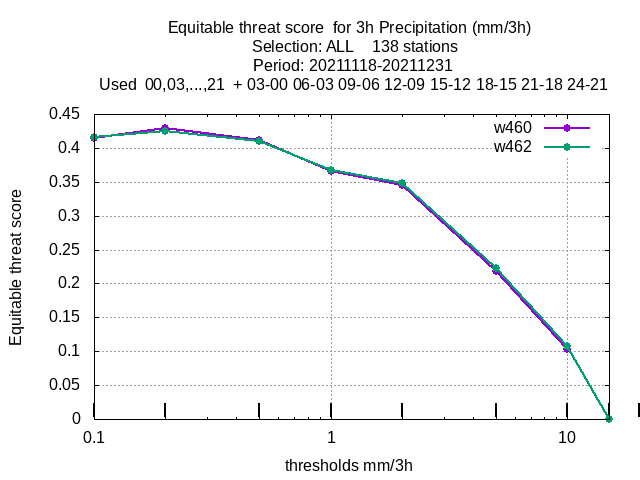 Equitable threat score  for 3h Precipitation (mm/3h)
Selection: ALL    138 stations
Period: 20211118-20211231
Used  00,03,...,21  + 03-00 06-03 09-06 12-09 15-12 18-15 21-18 24-21
w460
w462
0.45
0.4
0.35
0.3
0.25
0.2
0.15
0.1
0.05
0
Equitable threat score
0.1 1 10
thresholds mm/3h